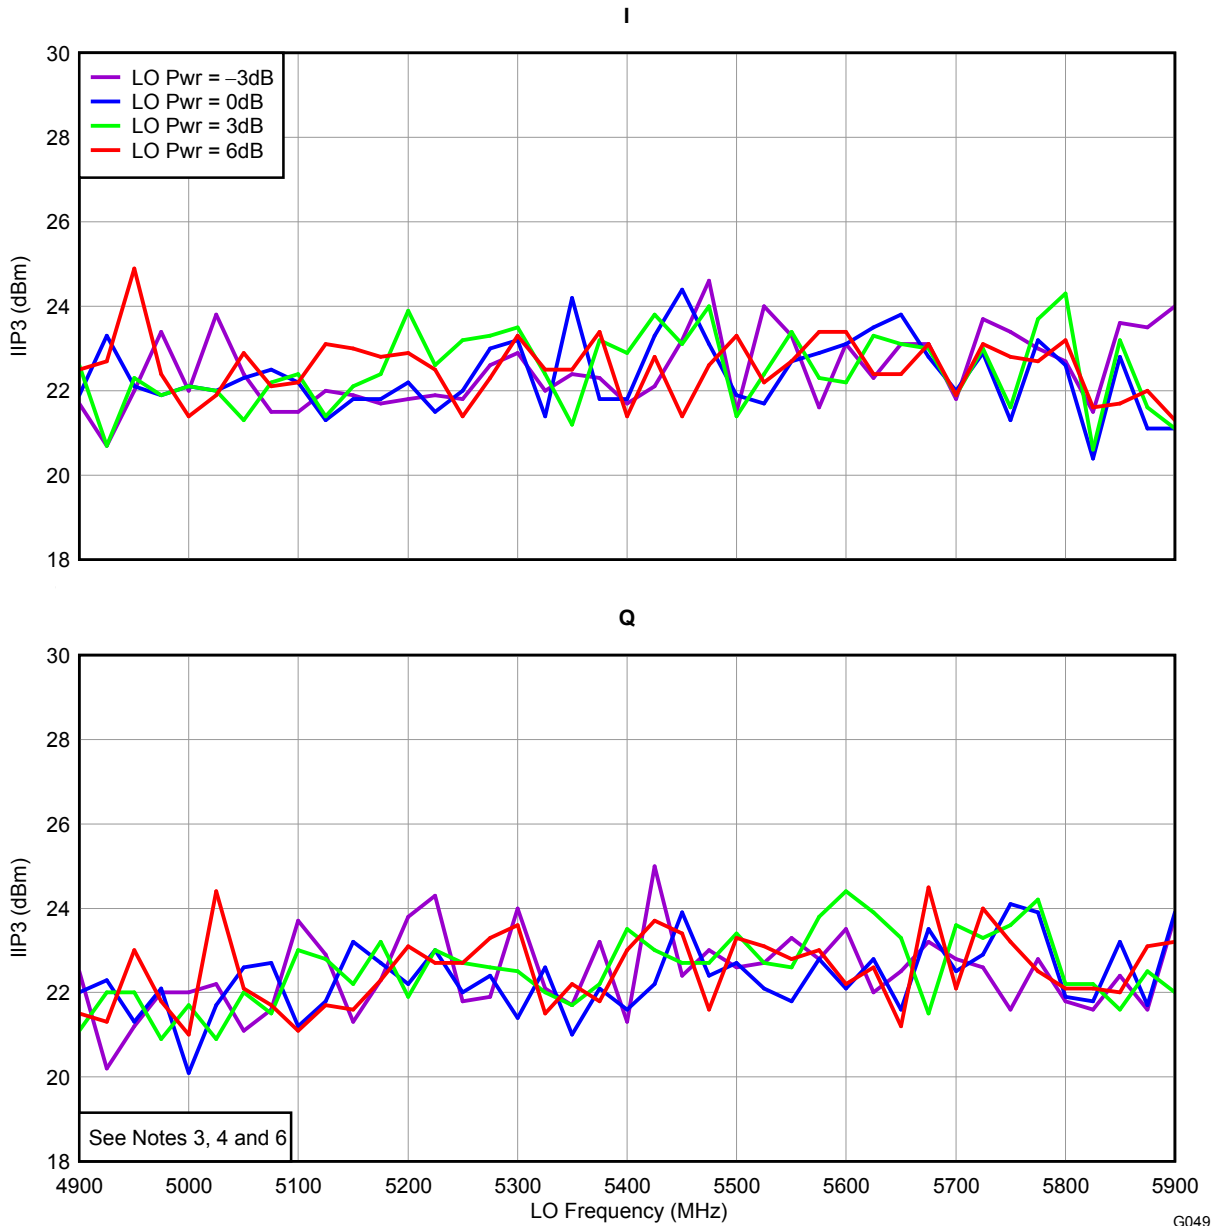 I
30
28
26
24
22
20
18
IIP3 (dBm)
LO Pwr = –3dB
LO Pwr = 0dB
LO Pwr = 3dB
LO Pwr = 6dB
Q
30
28
26
24
22
20
18
IIP3 (dBm)
See Notes 3, 4 and 6
4900 5000 5100 5200 5300 5400 5500 5600 5700 5800 5900
LO Frequency (MHz)
G049